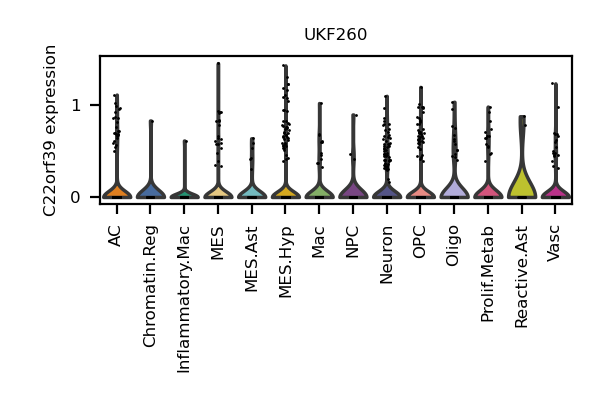 UKF260
C22orf39 expression
1
0
AC
Chromatin.Reg
Inflammatory.Mac
MES
MES.Ast
MES.Hyp
Mac
NPC
Neuron
OPC
Oligo
Prolif.Metab
Reactive.Ast
Vasc